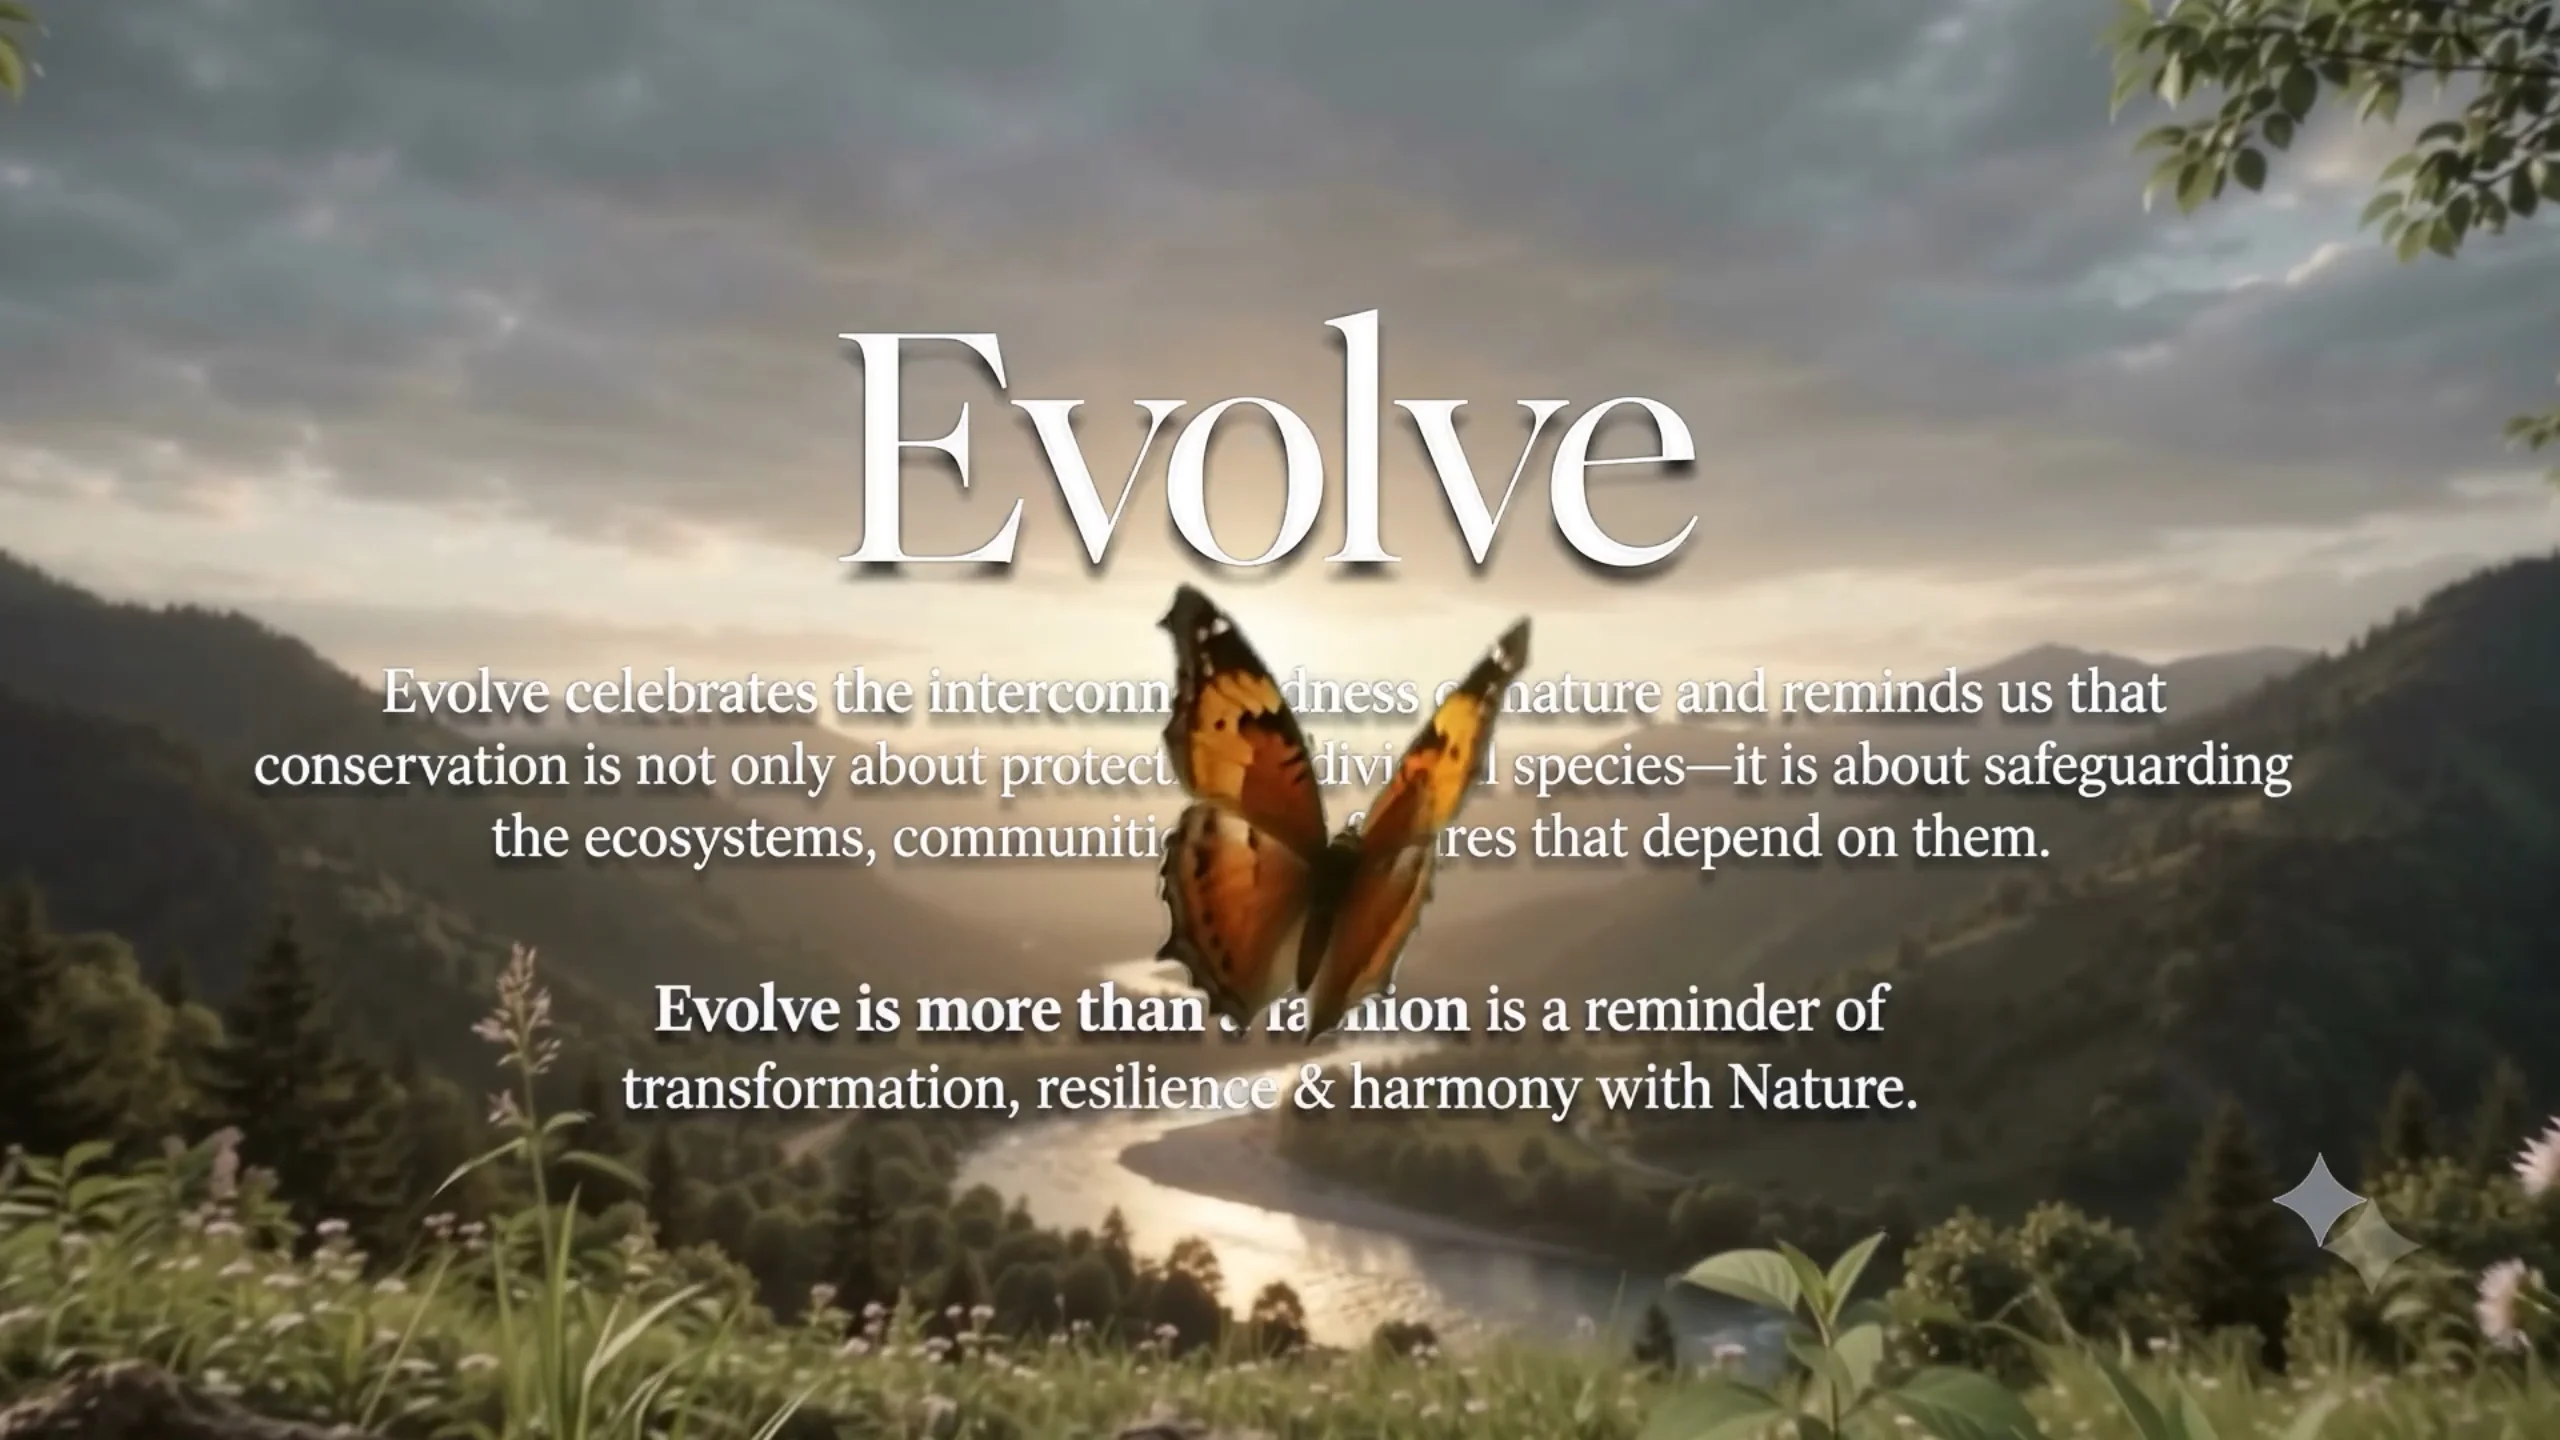 Evolve
Evolve celebrates the interconn dness nature and reminds us that
conservation is not only about protect divi l species—it is about safeguarding
the ecosystems, communiti res that depend on them.
Evolve is more than is a reminder of
transformation, resilience & harmony with Nature.